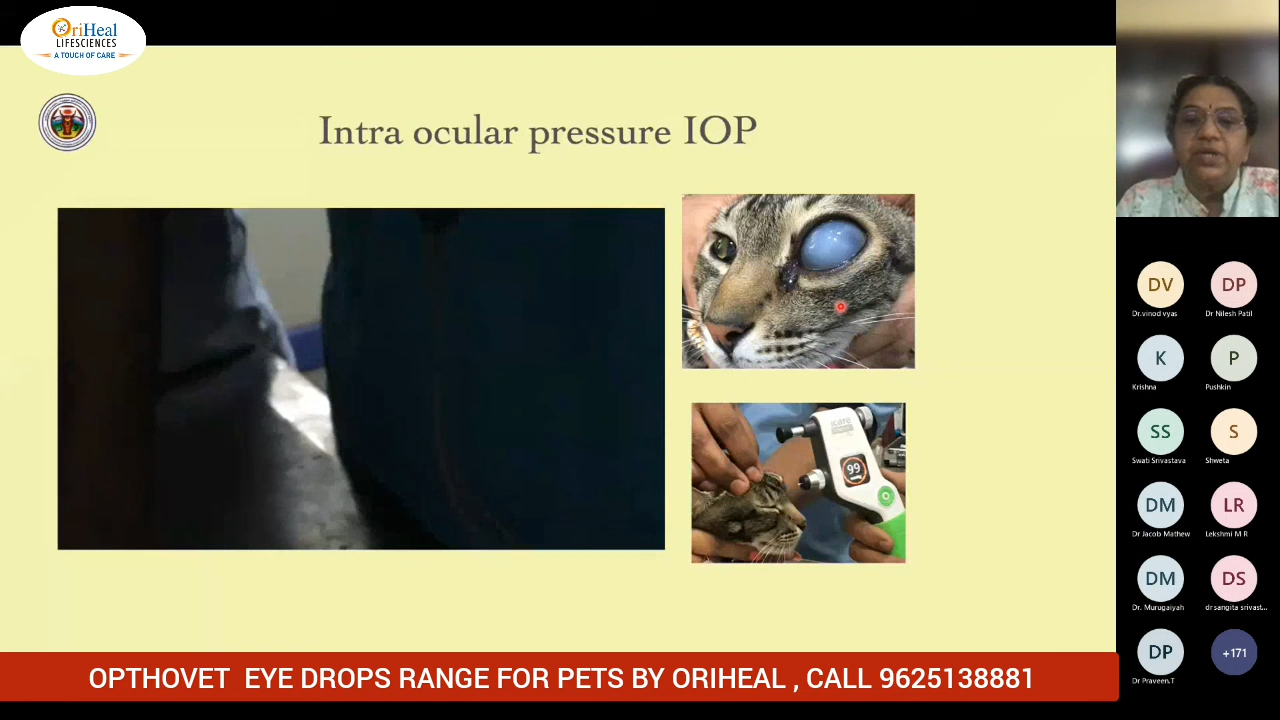 OriHeal
LIFESCIENCES
A TOUCH OF CARE
Intra ocular pressure IOP
icare
99
DV
DP
Dr.vinod vyas
Dr Nilesh Patil
K
P
Krishna
Pushkin
SS
S
Swati Srivastava
Shweta
DM
LR
Dr Jacob Mathew
Lekshmi M R
DM
DS
Dr. Murugaiyah
dr sangita srivast...
DP
+171
Dr Praveen.T
OPTHOVET EYE DROPS RANGE FOR PETS BY ORIHEAL , CALL 9625138881